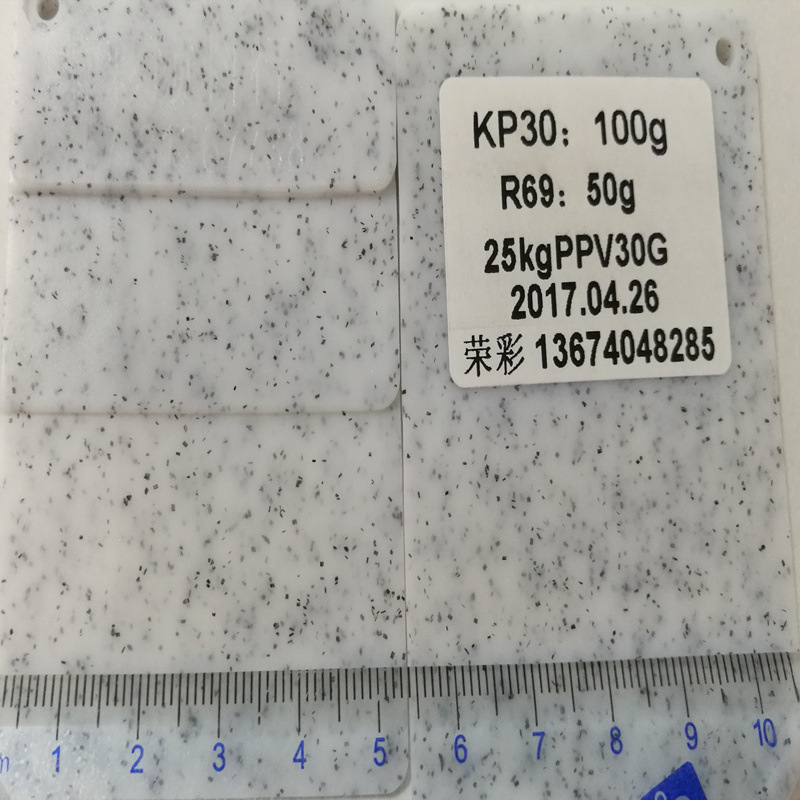 KP30：100g
R69：50g
25kgPPV30G
2017.04.26
荣彩 13674048285
1 2 3 4 5 6 7 8 9 10